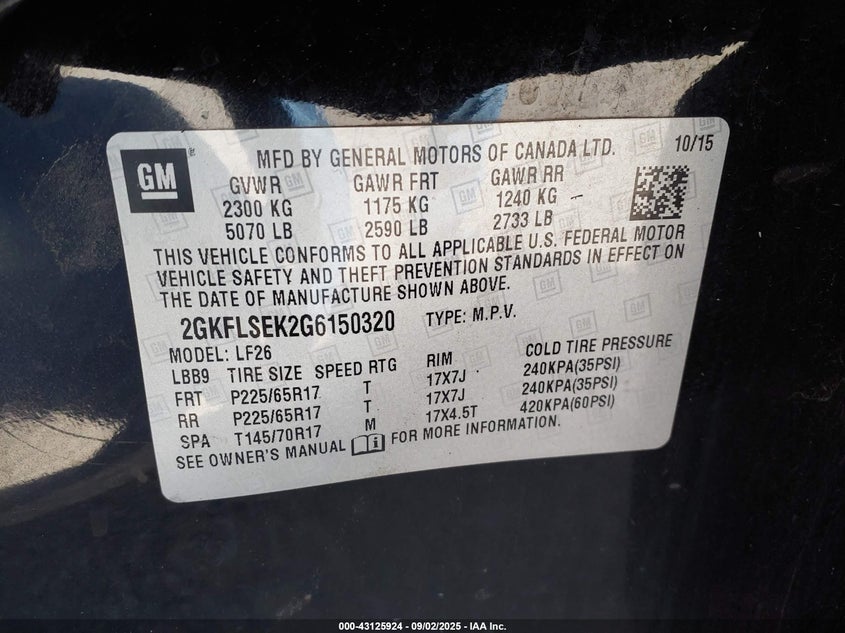 GM
MFD BY GENERAL MOTORS OF CANADA LTD. 10/15
GVWR GAWR FRT GAWR RR
2300 KG 1175 KG 1240 KG
5070 LB 2590 LB 2733 LB
THIS VEHICLE CONFORMS TO ALL APPLICABLE U.S. FEDERAL MOTOR
VEHICLE SAFETY AND THEFT PREVENTION STANDARDS IN EFFECT ON
THE DATE OF MANUFACTURE SHOWN ABOVE.
2GKFLSEK2G6150320 TYPE: M.P.V.
MODEL: LF26
LBB9 TIRE SIZE SPEED RTG RIM COLD TIRE PRESSURE
FRT P225/65R17 T 17X7J 240KPA(35PSI)
RR P225/65R17 T 17X7J 240KPA(35PSI)
SPA T145/70R17 M 17X4.5T 420KPA(60PSI)
SEE OWNER'S MANUAL FOR MORE INFORMATION.
000-43125924 - 09/02/2025 - IAA Inc.